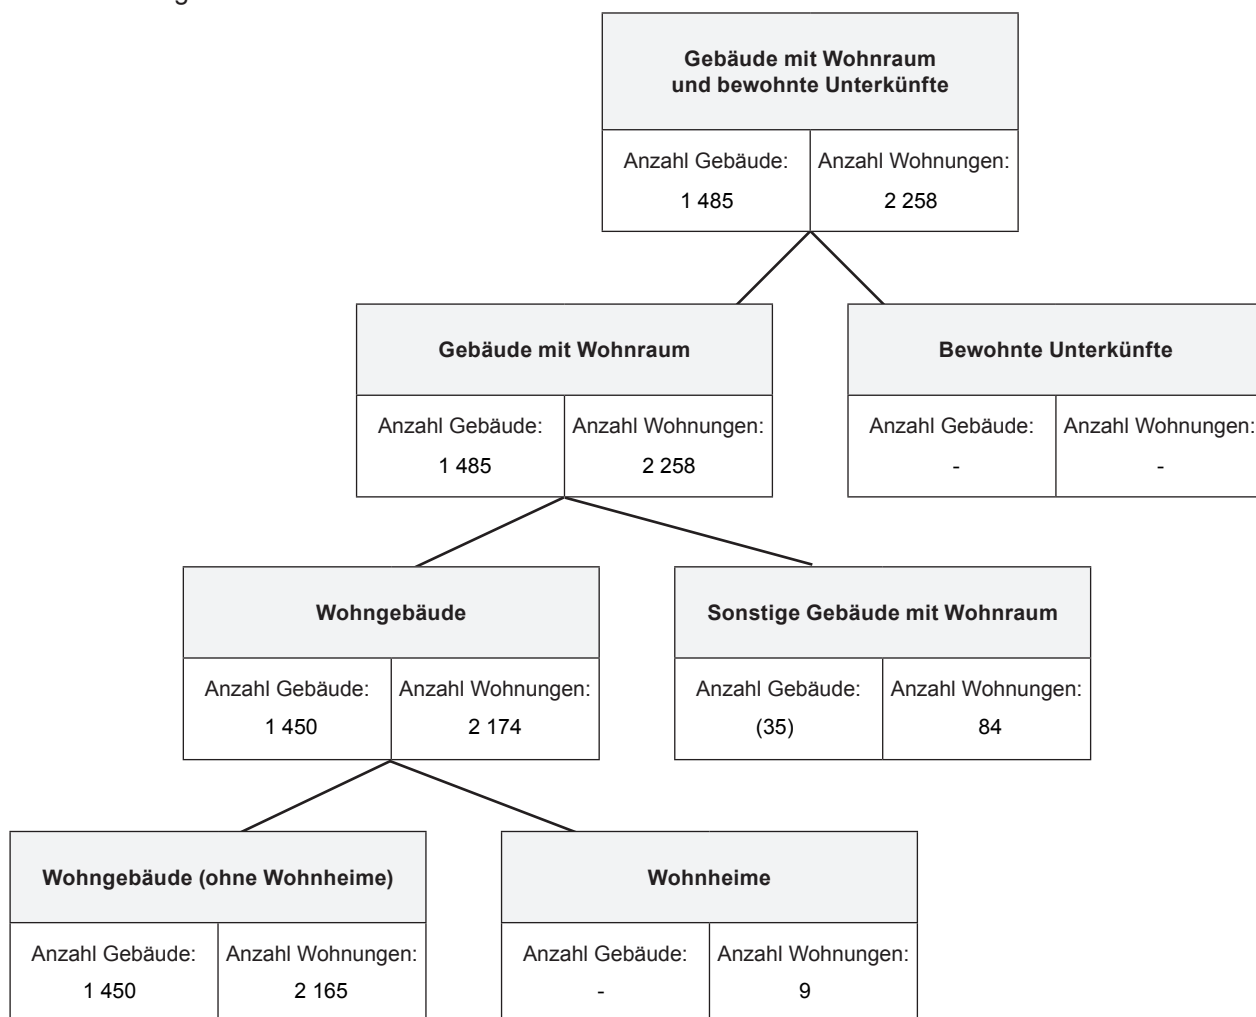 Gebäude mit Wohnraum
und bewohnte Unterkünfte
Anzahl Gebäude: Anzahl Wohnungen:
1 485 2 258
Gebäude mit Wohnraum Bewohnte Unterkünfte
Anzahl Gebäude: Anzahl Wohnungen: Anzahl Gebäude: Anzahl Wohnungen:
1 485 2 258 - -
Wohngebäude Sonstige Gebäude mit Wohnraum
Anzahl Gebäude: Anzahl Wohnungen: Anzahl Gebäude: Anzahl Wohnungen:
1 450 2 174 (35) 84
Wohngebäude (ohne Wohnheime) Wohnheime
Anzahl Gebäude: Anzahl Wohnungen: Anzahl Gebäude: Anzahl Wohnungen:
1 450 2 165 - 9